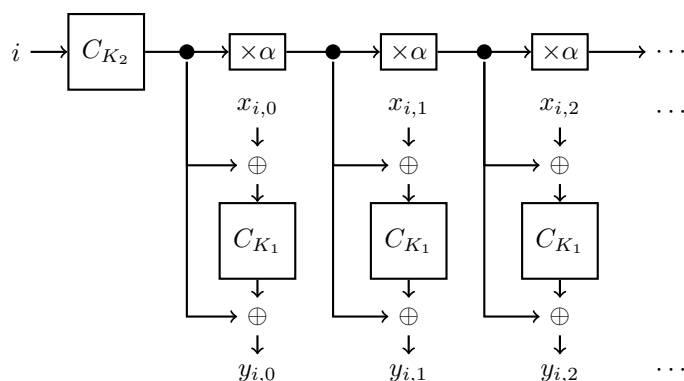 i C_{K_2} ×α ×α ×α ⋯
x_{i,0} x_{i,1} x_{i,2} ⋯
⊕ ⊕ ⊕
C_{K_1} C_{K_1} C_{K_1}
⊕ ⊕ ⊕
y_{i,0} y_{i,1} y_{i,2} ⋯